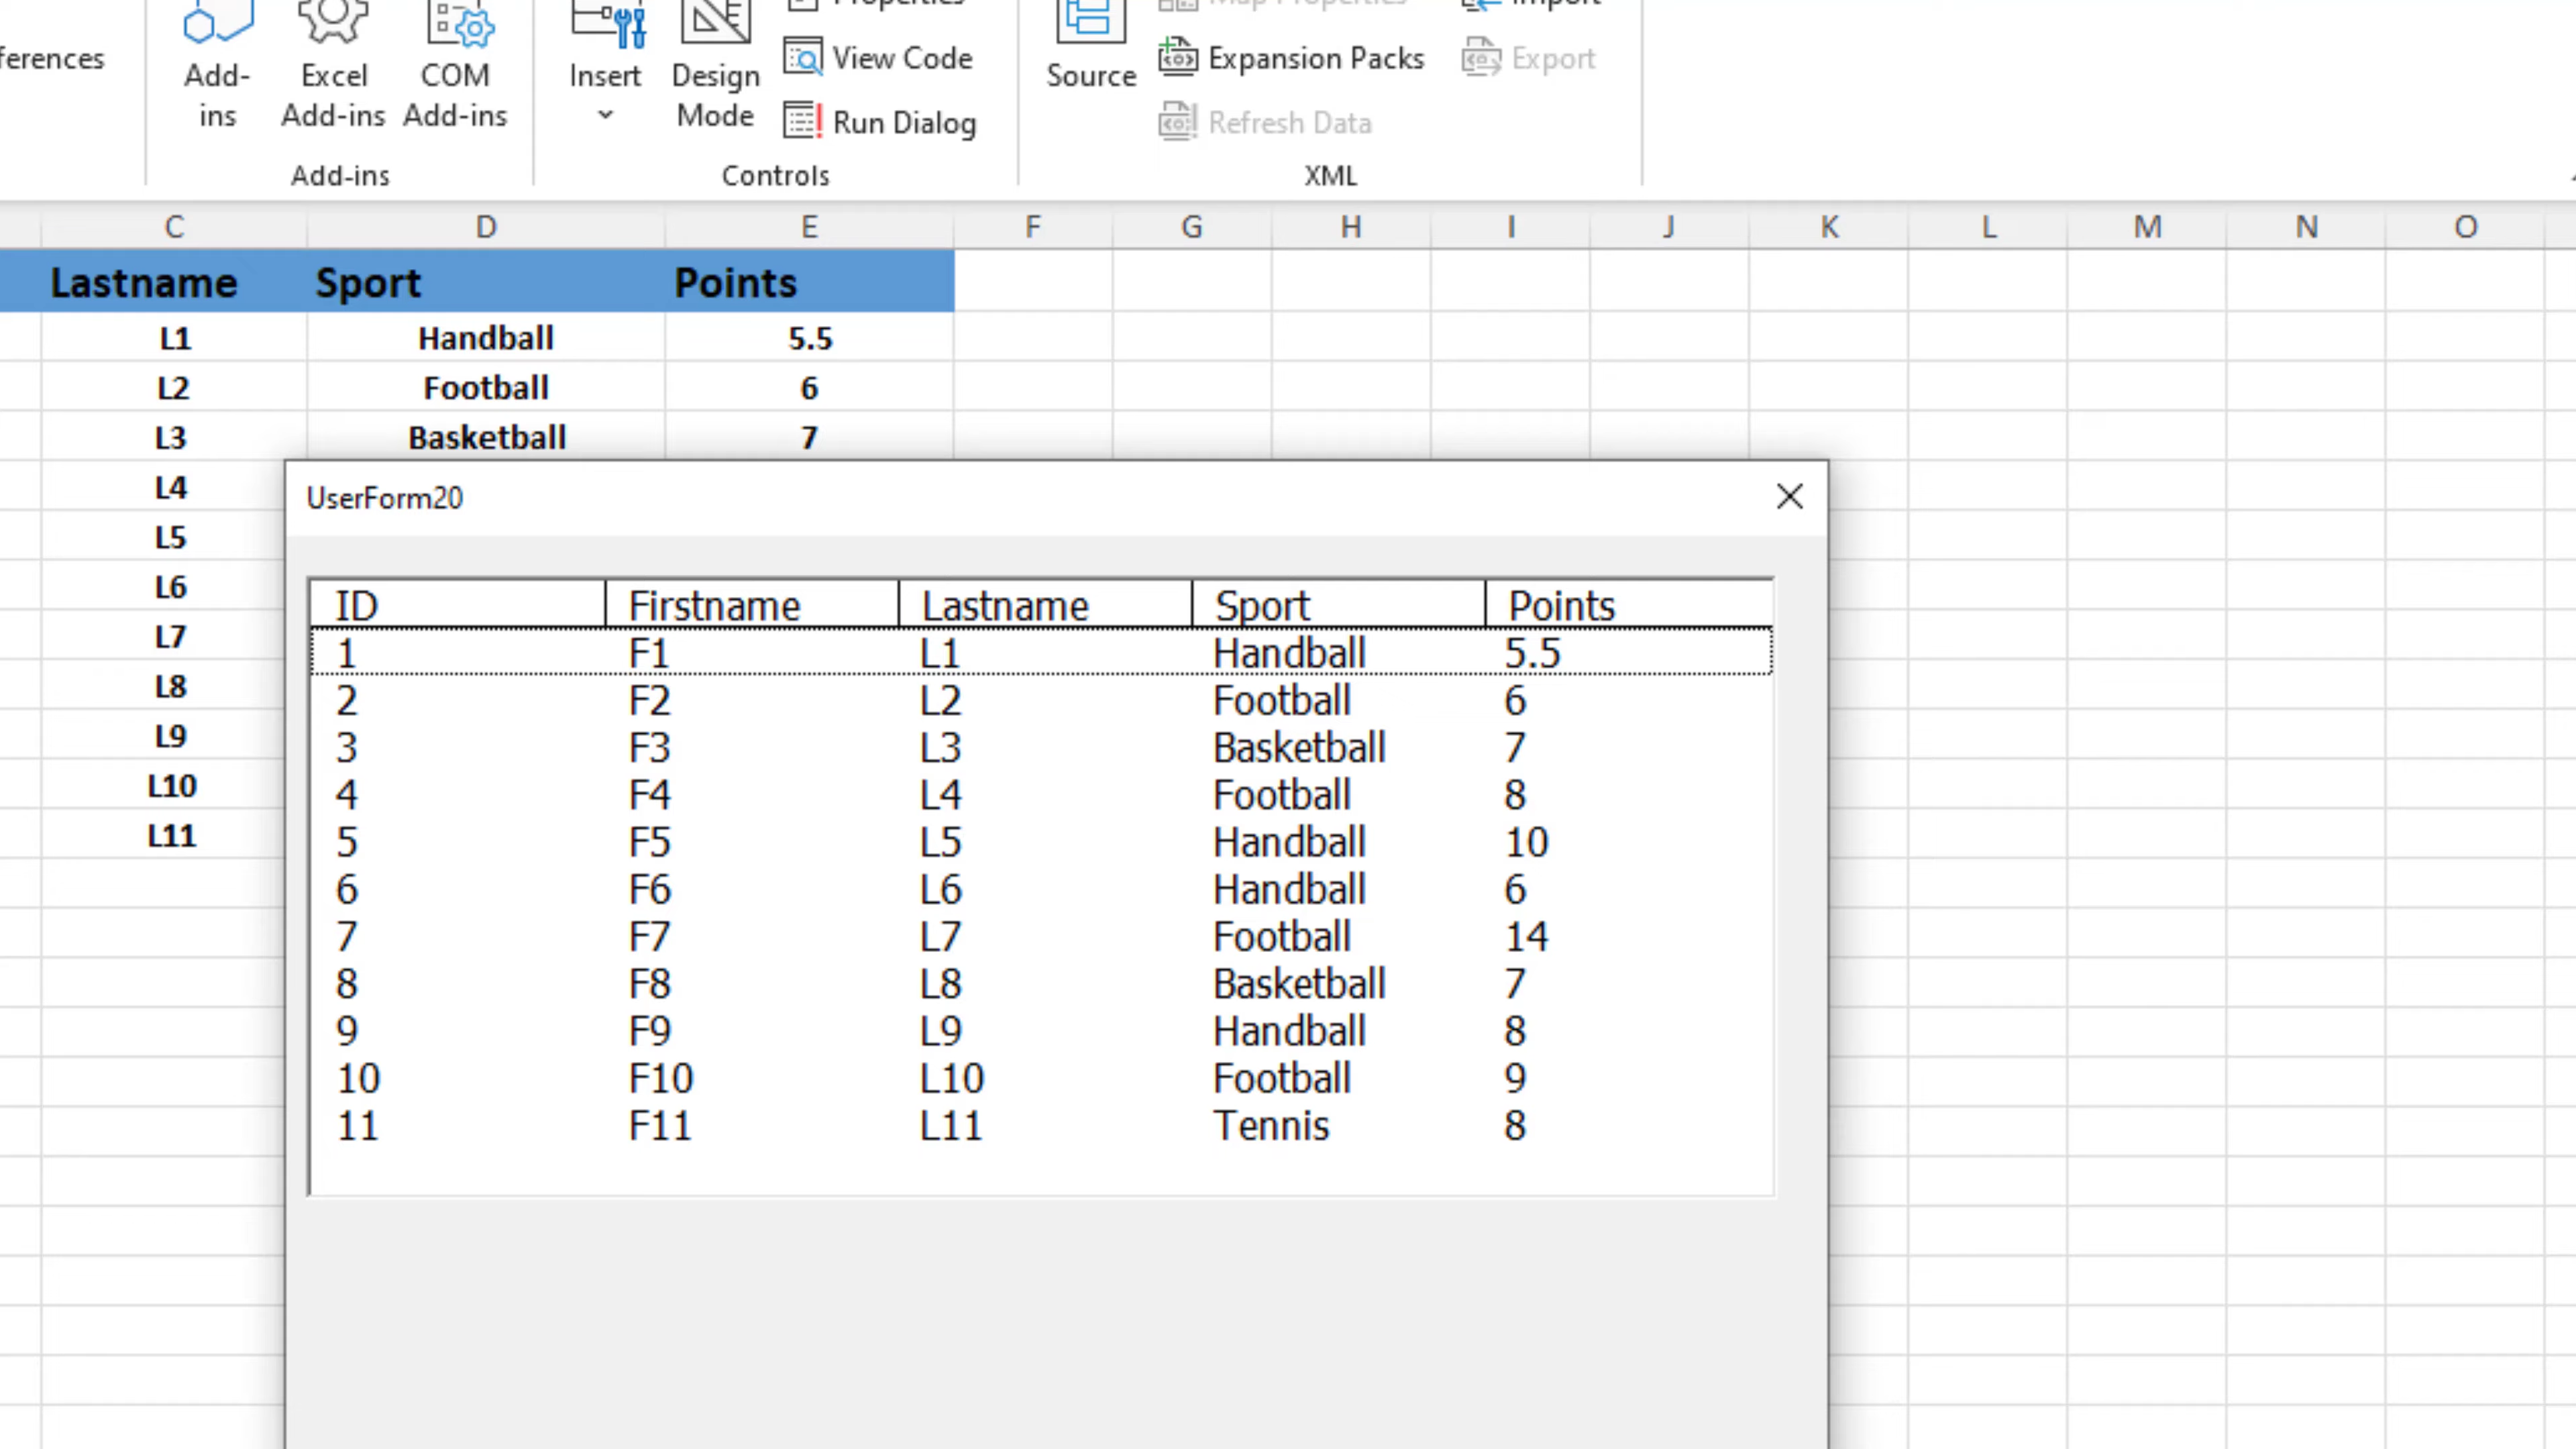 Properties
Map Properties
Import
ferences
Add-
ins
Excel
Add-ins
COM
Add-ins
Insert
Design
Mode
View Code
Run Dialog
Source
Expansion Packs
Refresh Data
Export
Add-ins
Controls
XML
C D E F G H I J K L M N O
Lastname Sport Points
L1 Handball 5.5
L2 Football 6
L3 Basketball 7
L4
L5
L6
L7
L8
L9
L10
L11
UserForm20
ID Firstname Lastname Sport Points
1 F1 L1 Handball 5.5
2 F2 L2 Football 6
3 F3 L3 Basketball 7
4 F4 L4 Football 8
5 F5 L5 Handball 10
6 F6 L6 Handball 6
7 F7 L7 Football 14
8 F8 L8 Basketball 7
9 F9 L9 Handball 8
10 F10 L10 Football 9
11 F11 L11 Tennis 8